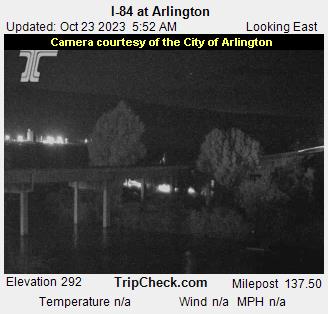 I-84 at Arlington
Updated: Oct 23 2023 5:52 AM Looking East
Camera courtesy of the City of Arlington
Elevation 292 TripCheck.com Milepost 137.50
Temperature n/a Wind n/a MPH n/a